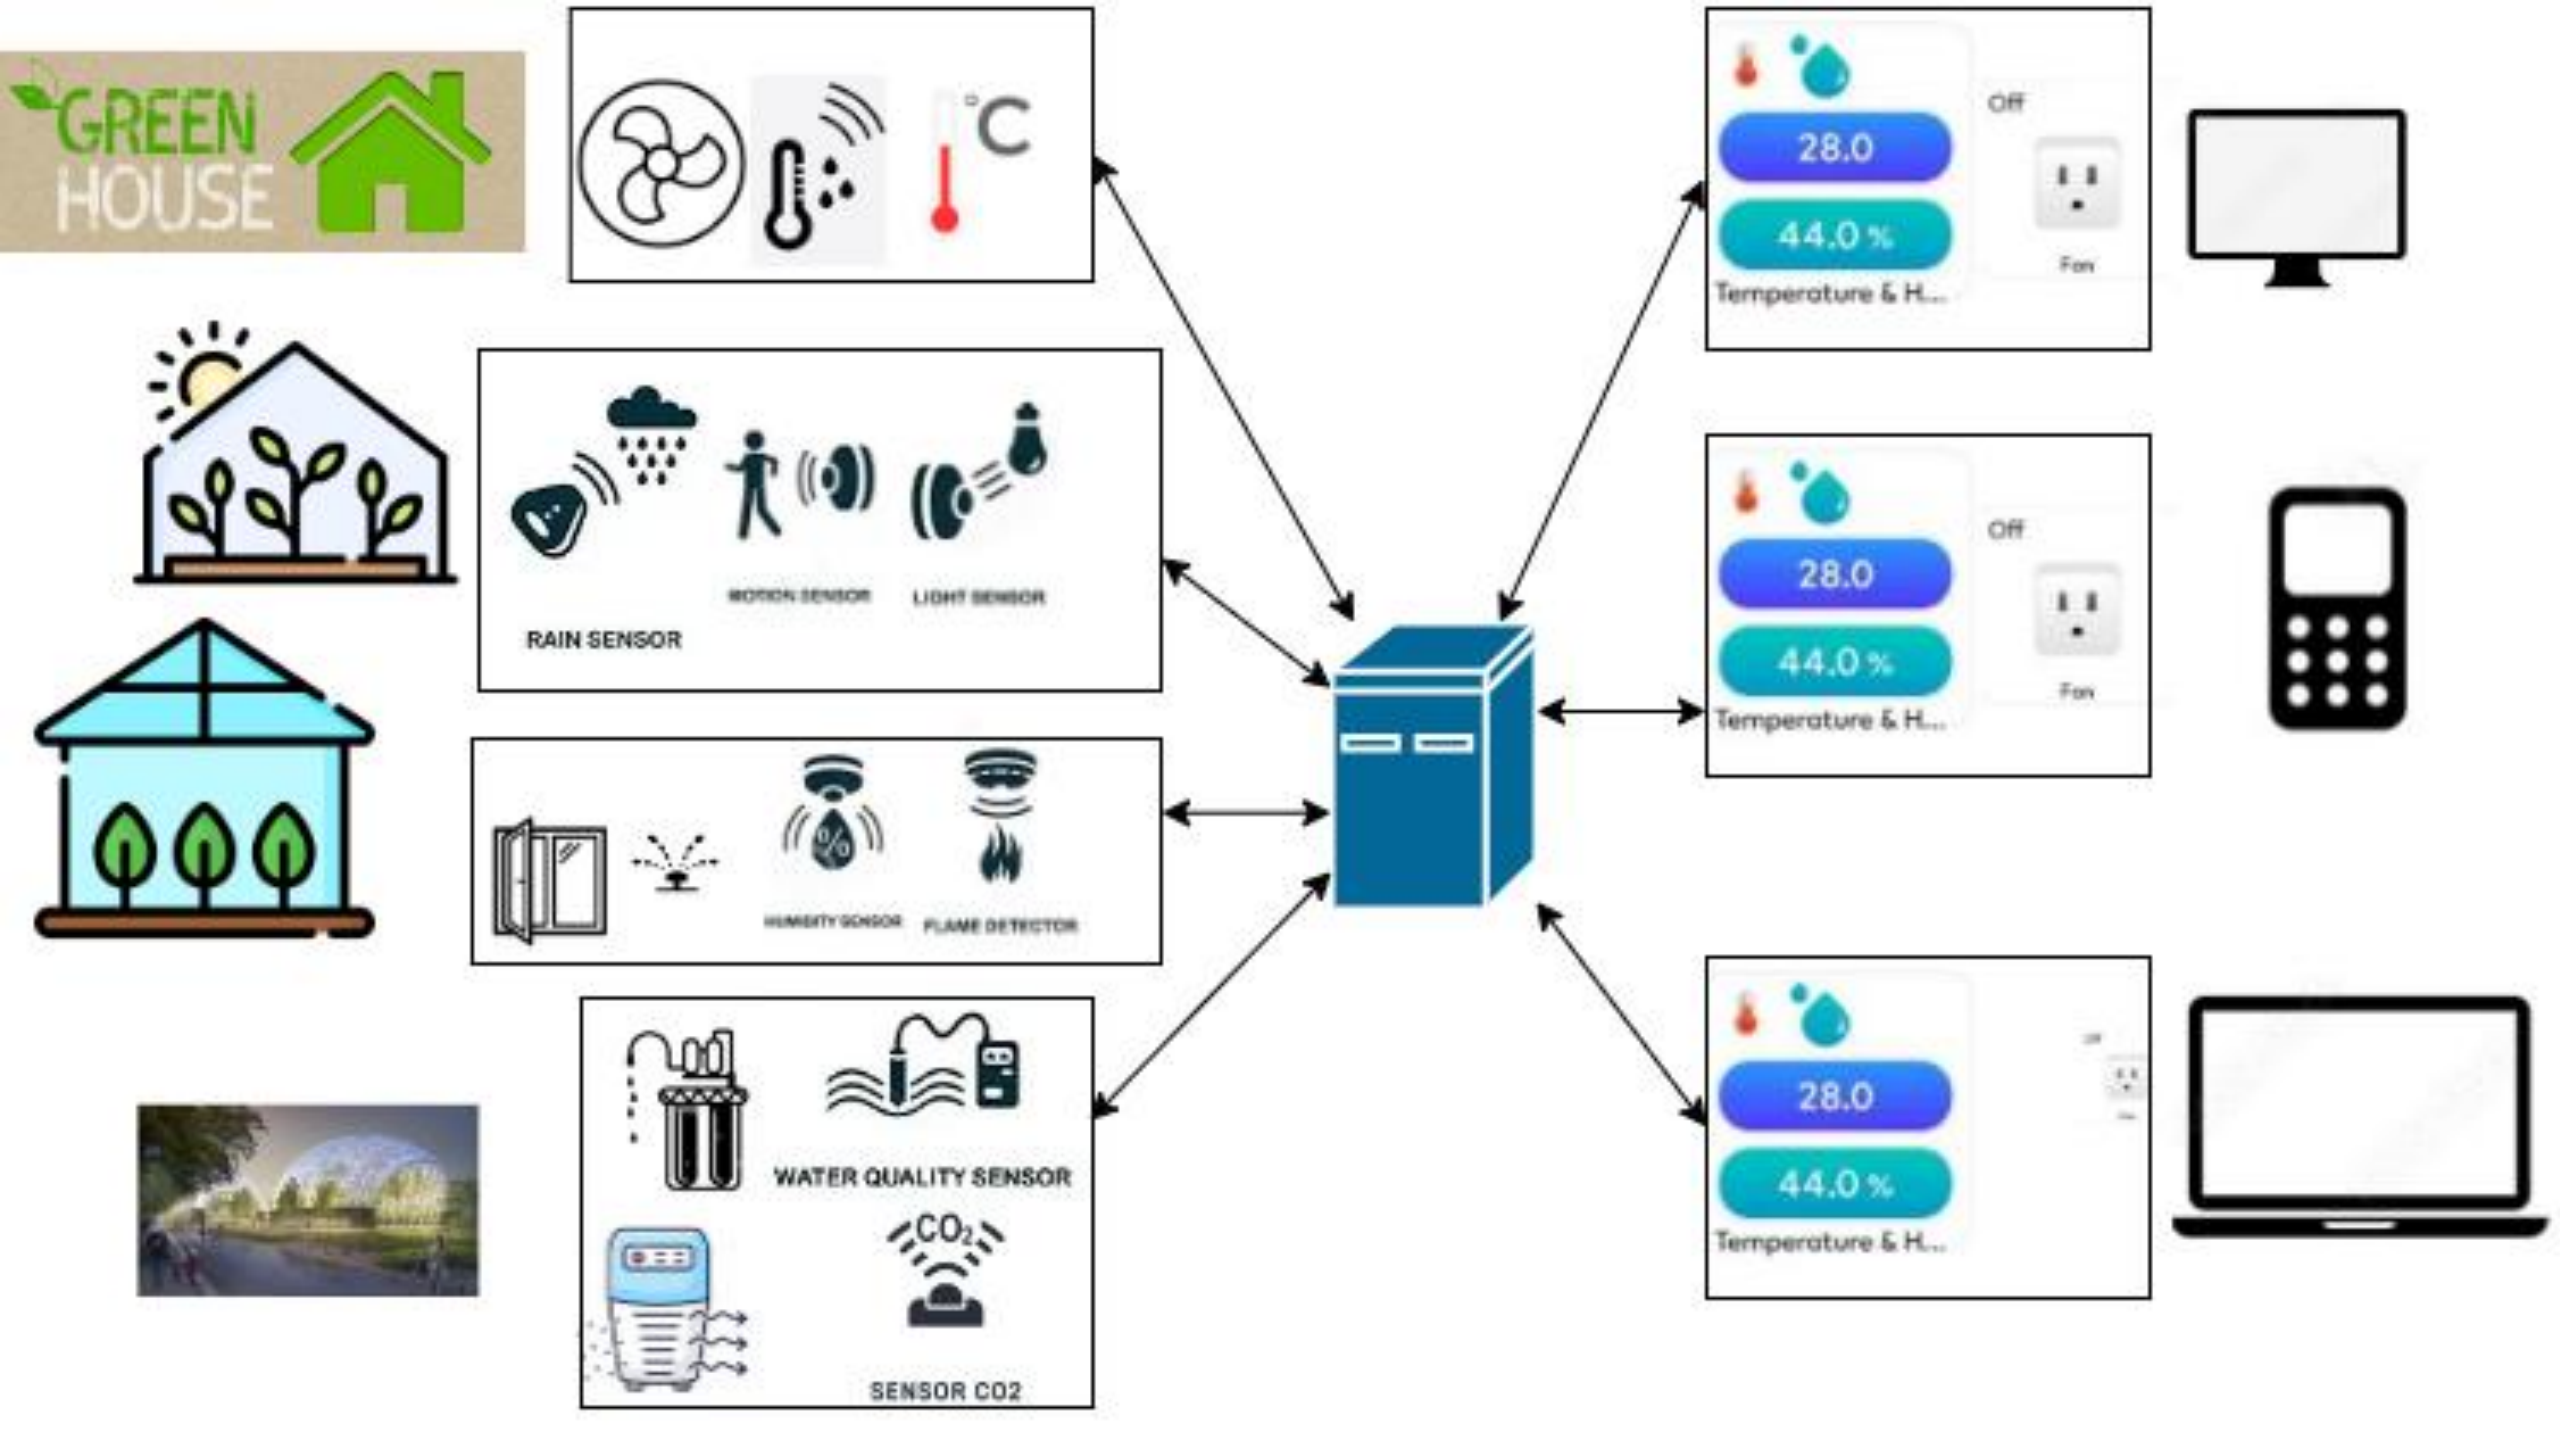 GREEN
HOUSE
°C
RAIN SENSOR
MOTION SENSOR
LIGHT SENSOR
%
HUMIDITY SENSOR
FLAME DETECTOR
WATER QUALITY SENSOR
CO2
SENSOR CO2
28.0
44.0 %
Temperature & H...
Off
Fan
28.0
44.0 %
Temperature & H...
Off
Fan
28.0
44.0 %
Temperature & H...